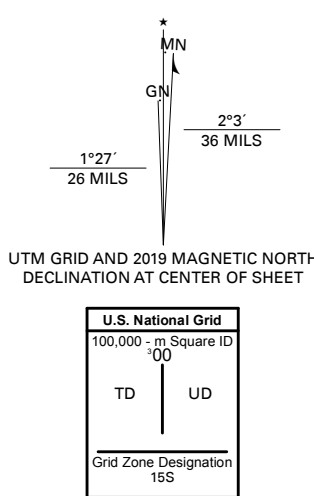 ★
MN
GN
2°3´
36 MILS
1°27´
26 MILS
UTM GRID AND 2019 MAGNETIC NORTH
DECLINATION AT CENTER OF SHEET
U.S. National Grid
100,000 - m Square ID
³00
TD UD
Grid Zone Designation
15S